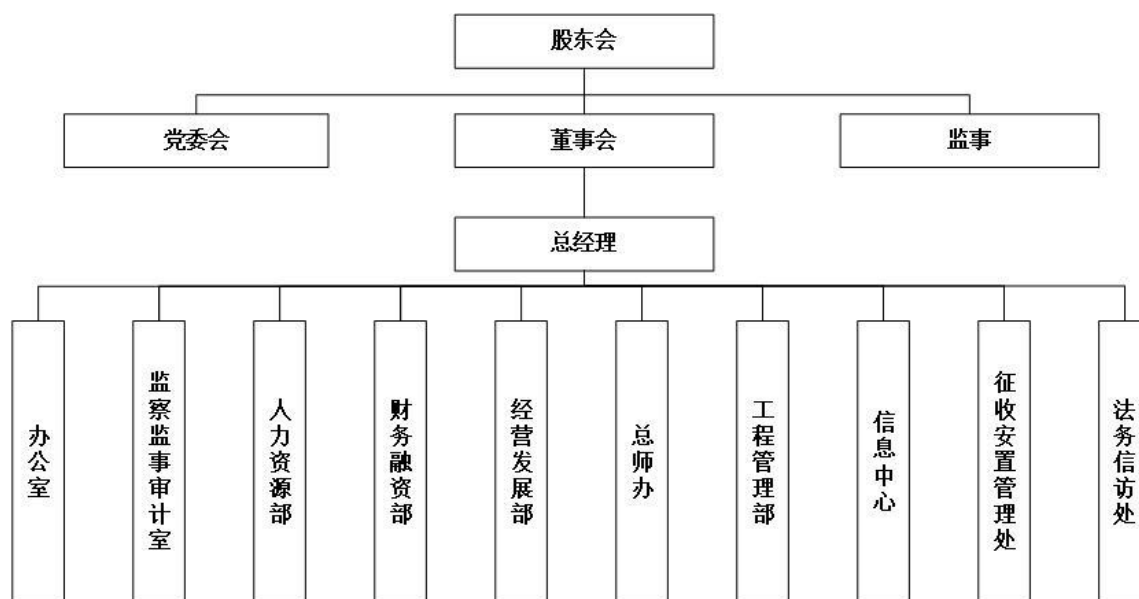 股东会
党委会
董事会
监事
总经理
办公室
监察监事审计室
人力资源部
财务融资部
经营发展部
总师办
工程管理部
信息中心
征收安置管理处
法务信访处